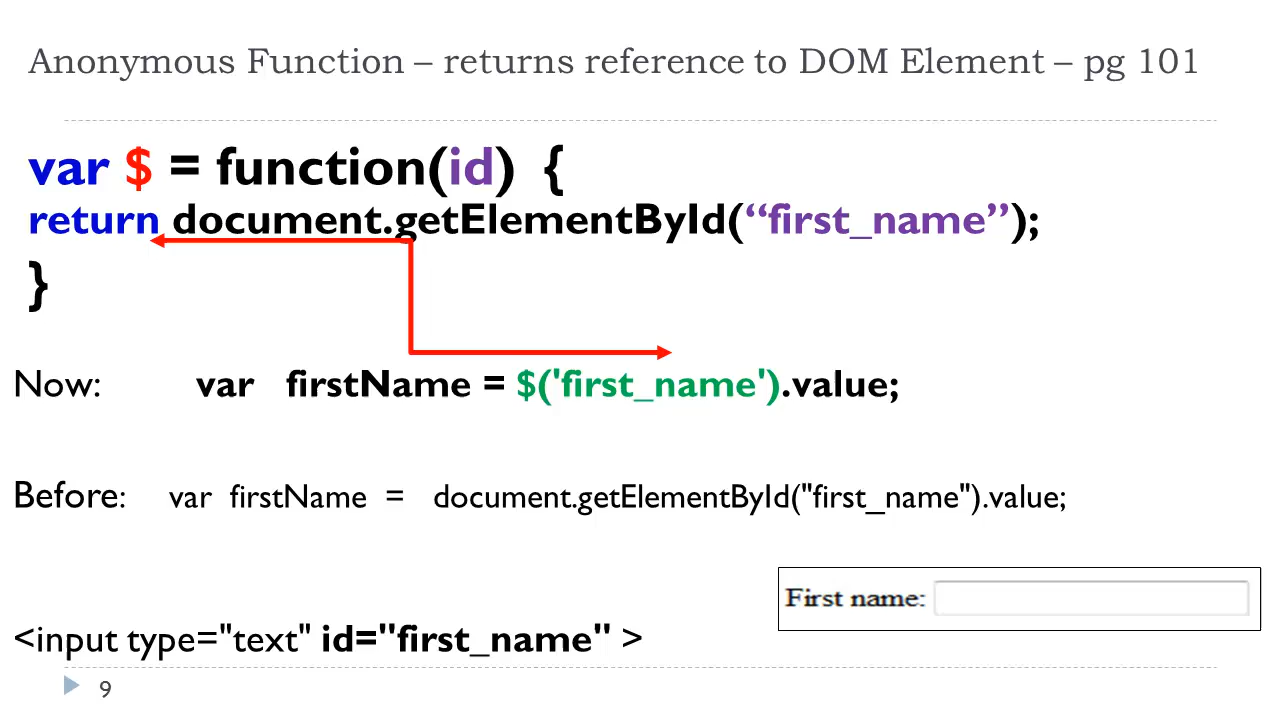 Anonymous Function – returns reference to DOM Element – pg 101
var $ = function(id) {
return document.getElementById(“first_name”);
}
Now: var firstName = $('first_name').value;
Before: var firstName = document.getElementById("first_name").value;
First name:
<input type="text" id="first_name" >
9